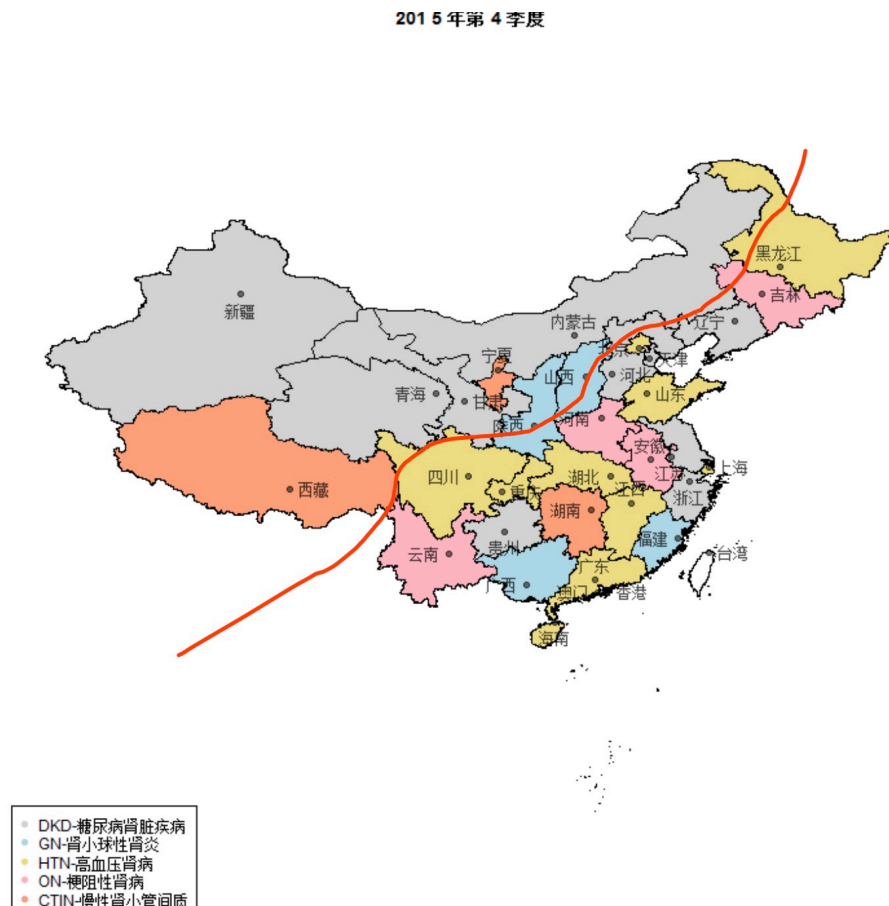 2015年第4季度
黑龙江
吉林
新疆
内蒙古
辽宁
北京
宁夏
天津
山西
河北
青海
甘肃
山东
陕西
河南
安徽
四川
湖北
上海
江苏
西藏
重庆
江西
浙江
湖南
福建
贵州
云南
台湾
广东
广西
澳门
香港
海南
DKD-糖尿病肾脏疾病
GN-肾小球性肾炎
HTN-高血压肾病
ON-梗阻性肾病
CTIN-慢性肾小管间质